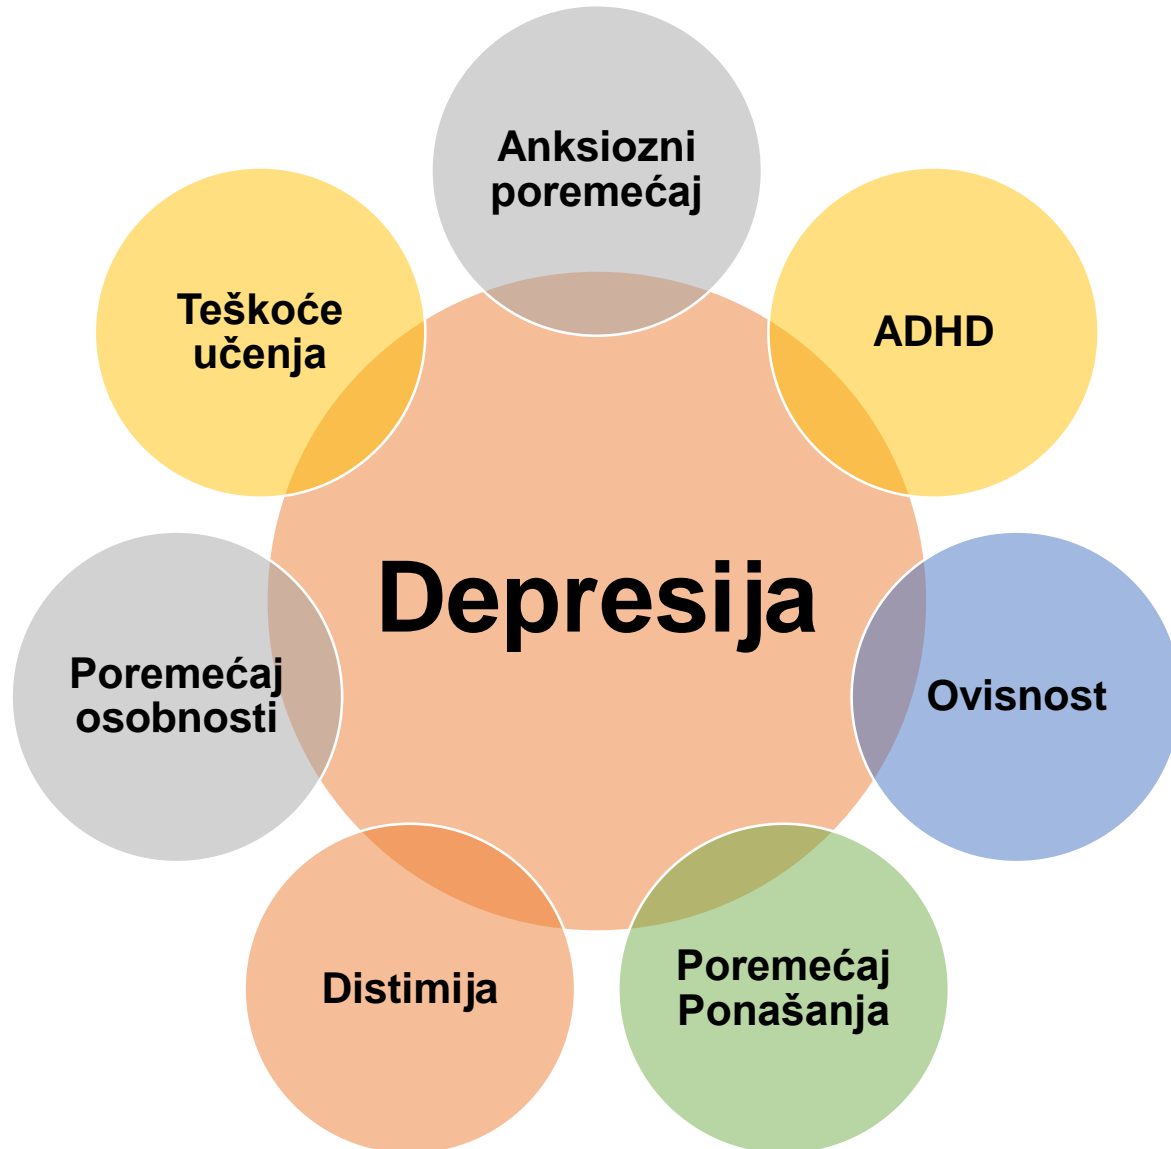 Anksiozni
poremećaj
Teškoće
učenja
ADHD
Depresija
Poremećaj
osobnosti
Ovisnost
Distimija
Poremećaj
Ponašanja